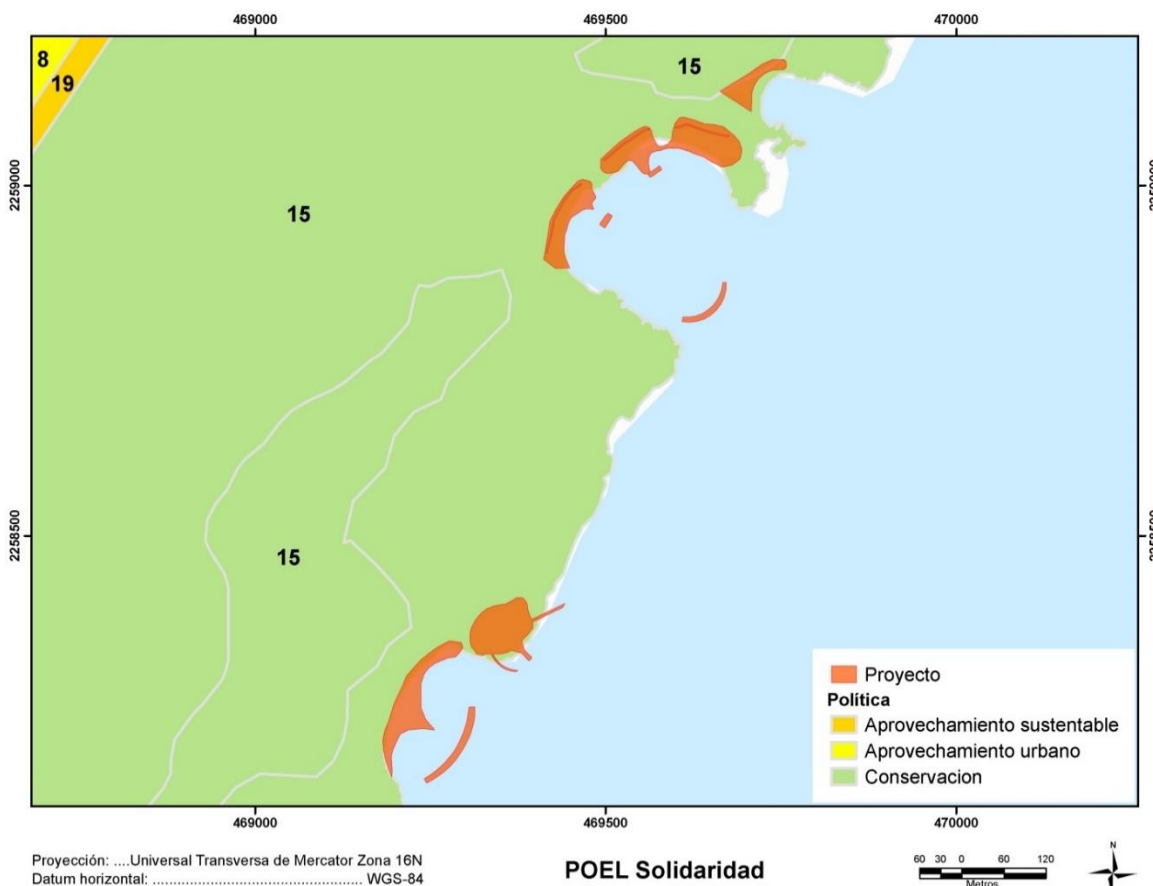 469000
469500
470000
8
19
15
2259000
2259000
15
15
2258500
2258500
Proyecto
Política
Aprovechamiento sustentable
Aprovechamiento urbano
Conservacion
469000
469500
470000
Proyección: ....Universal Transversa de Mercator Zona 16N
Datum horizontal: ................................................ WGS-84
POEL Solidaridad
60 30 0 60 120
Metros
N